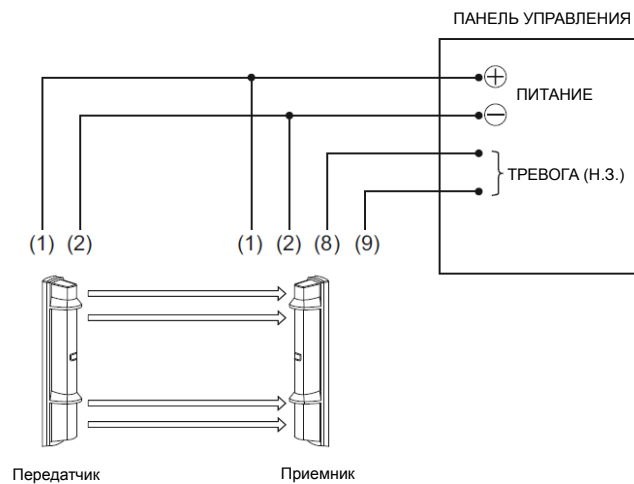 ПАНЕЛЬ УПРАВЛЕНИЯ
ПИТАНИЕ
ТРЕВОГА (Н.З.)
(1) (2) (1) (2) (8) (9)
Передатчик Приемник